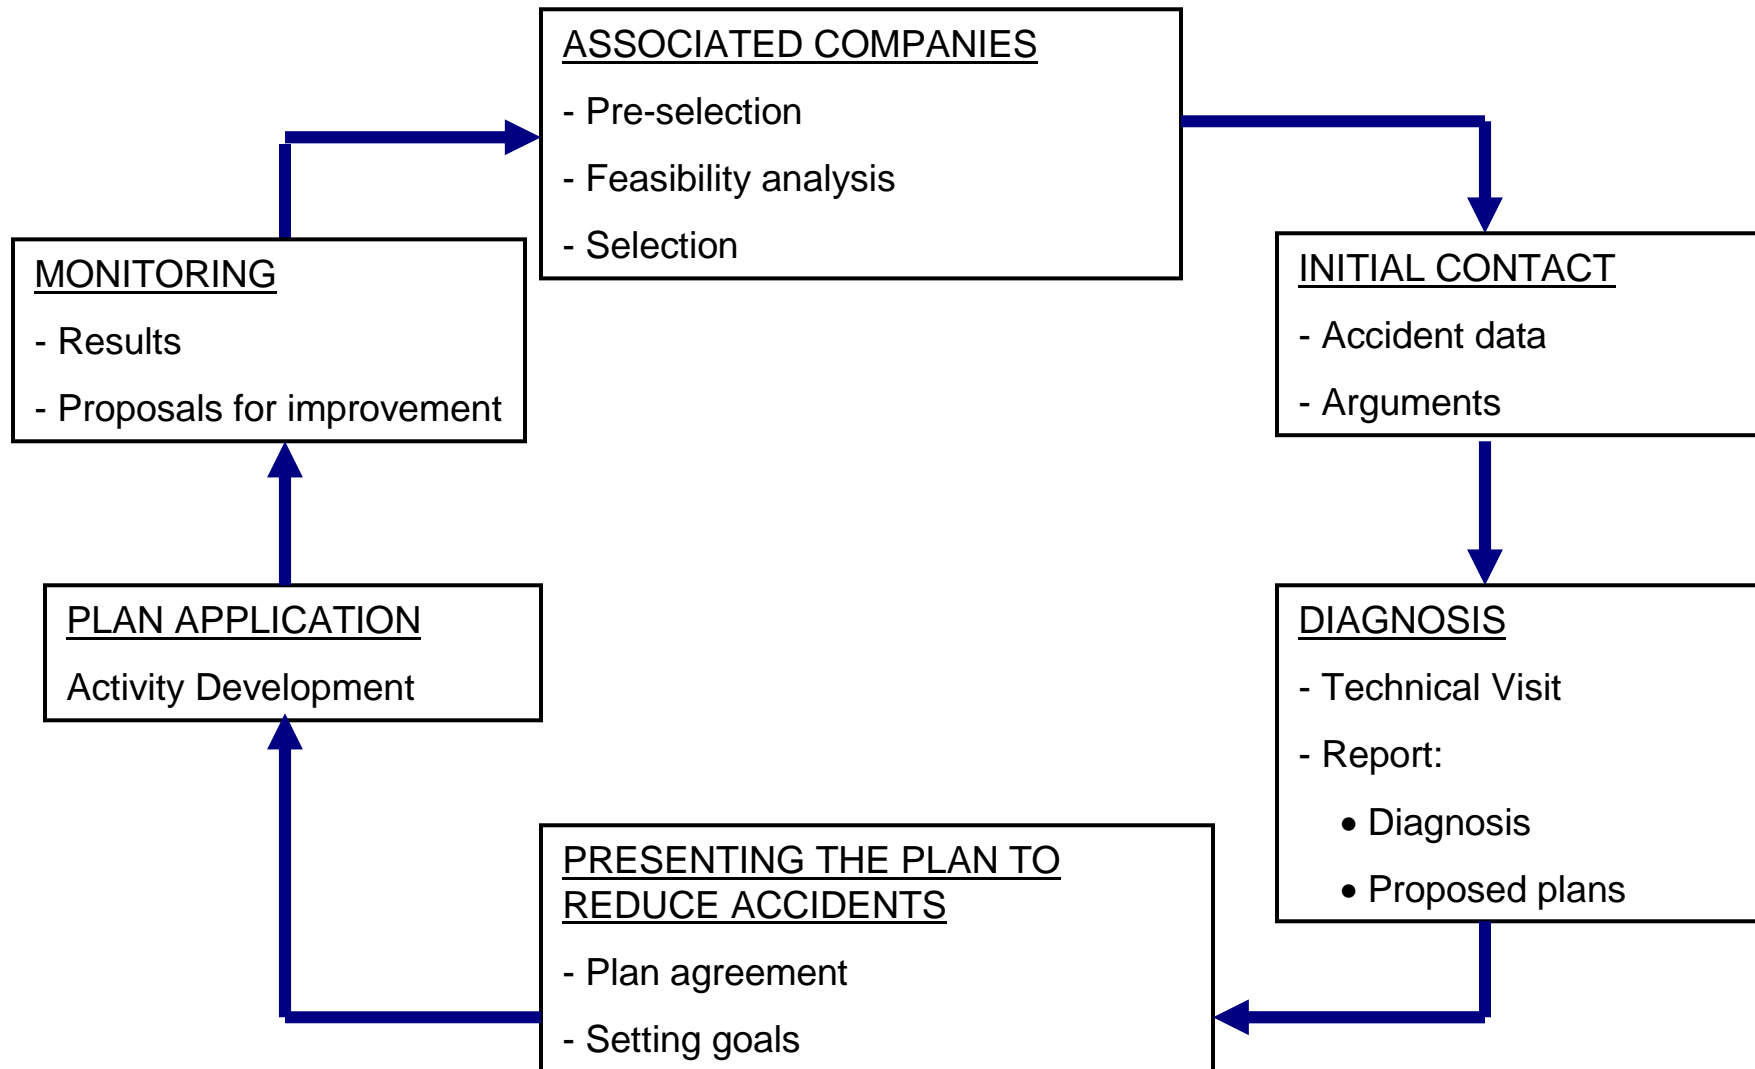 ASSOCIATED COMPANIES
- Pre-selection
- Feasibility analysis
- Selection
INITIAL CONTACT
- Accident data
- Arguments
DIAGNOSIS
- Technical Visit
- Report:
• Diagnosis
• Proposed plans
PRESENTING THE PLAN TO
REDUCE ACCIDENTS
- Plan agreement
- Setting goals
PLAN APPLICATION
Activity Development
MONITORING
- Results
- Proposals for improvement